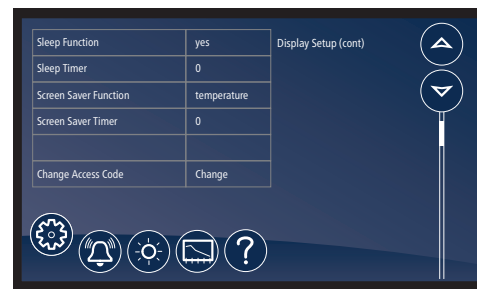 Sleep Function yes Display Setup (cont)
Sleep Timer 0
Screen Saver Function temperature
Screen Saver Timer 0
Change Access Code Change
?